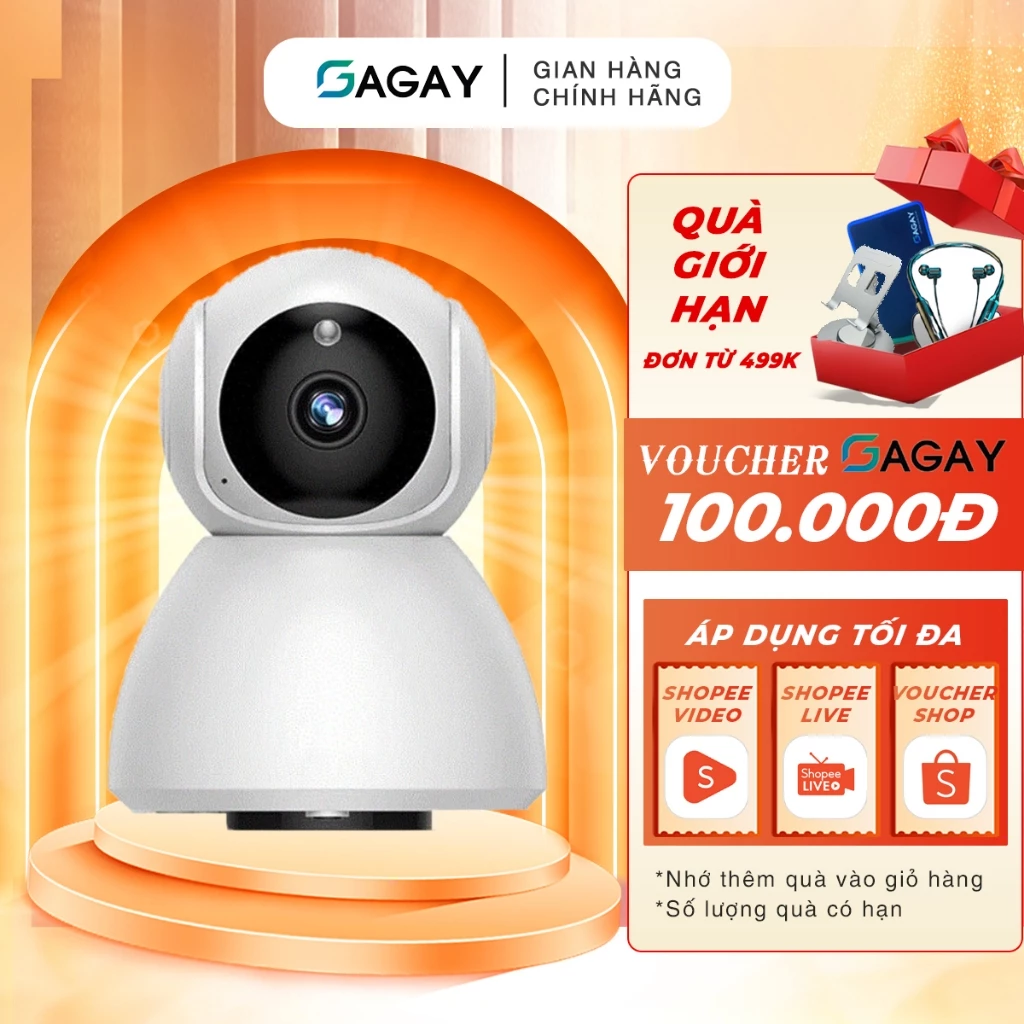 GAGAY
GIAN HÀNG
CHÍNH HÃNG
QUÀ
GIỚI
HẠN
ĐƠN TỪ 499K
GAGAY
VOUCHER GAGAY
100.000Đ
ÁP DỤNG TỐI ĐA
SHOPEE
VIDEO
S
SHOPEE
LIVE
Shopee
LIVE
VOUCHER
SHOP
S
*Nhớ thêm quà vào giỏ hàng
*Số lượng quà có hạn